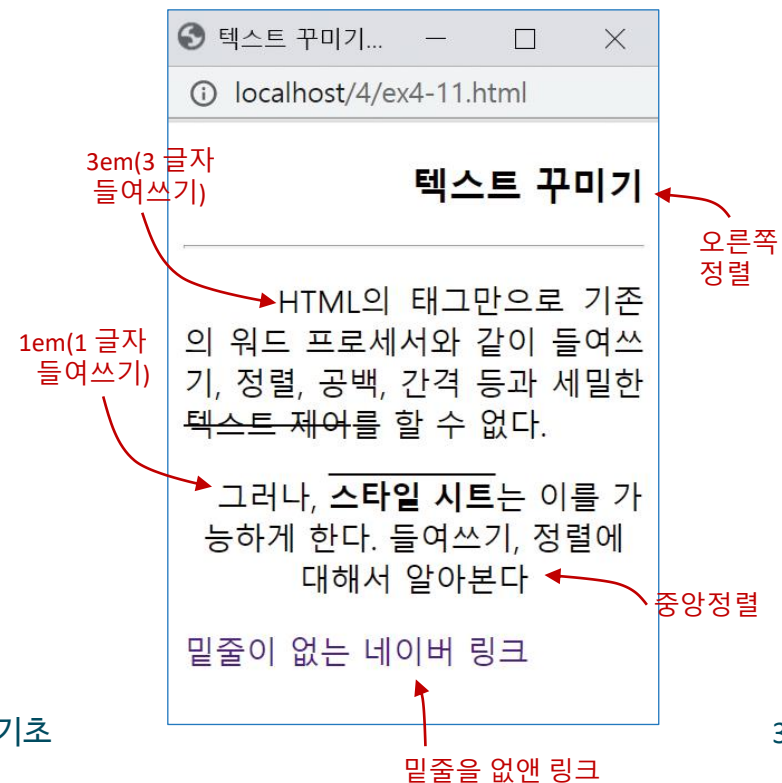 텍스트 꾸미기...
localhost/4/ex4-11.html
3em(3 글자
들여쓰기)
텍스트 꾸미기
오른쪽
정렬
HTML의 태그만으로 기존
의 워드 프로세서와 같이 들여쓰
기, 정렬, 공백, 간격 등과 세밀한
텍스트 제어를 할 수 없다.
1em(1 글자
들여쓰기)
그러나, 스타일 시트는 이를 가
능하게 한다. 들여쓰기, 정렬에
대해서 알아본다
중앙정렬
밑줄이 없는 네이버 링크
기초
3
밑줄을 없앤 링크